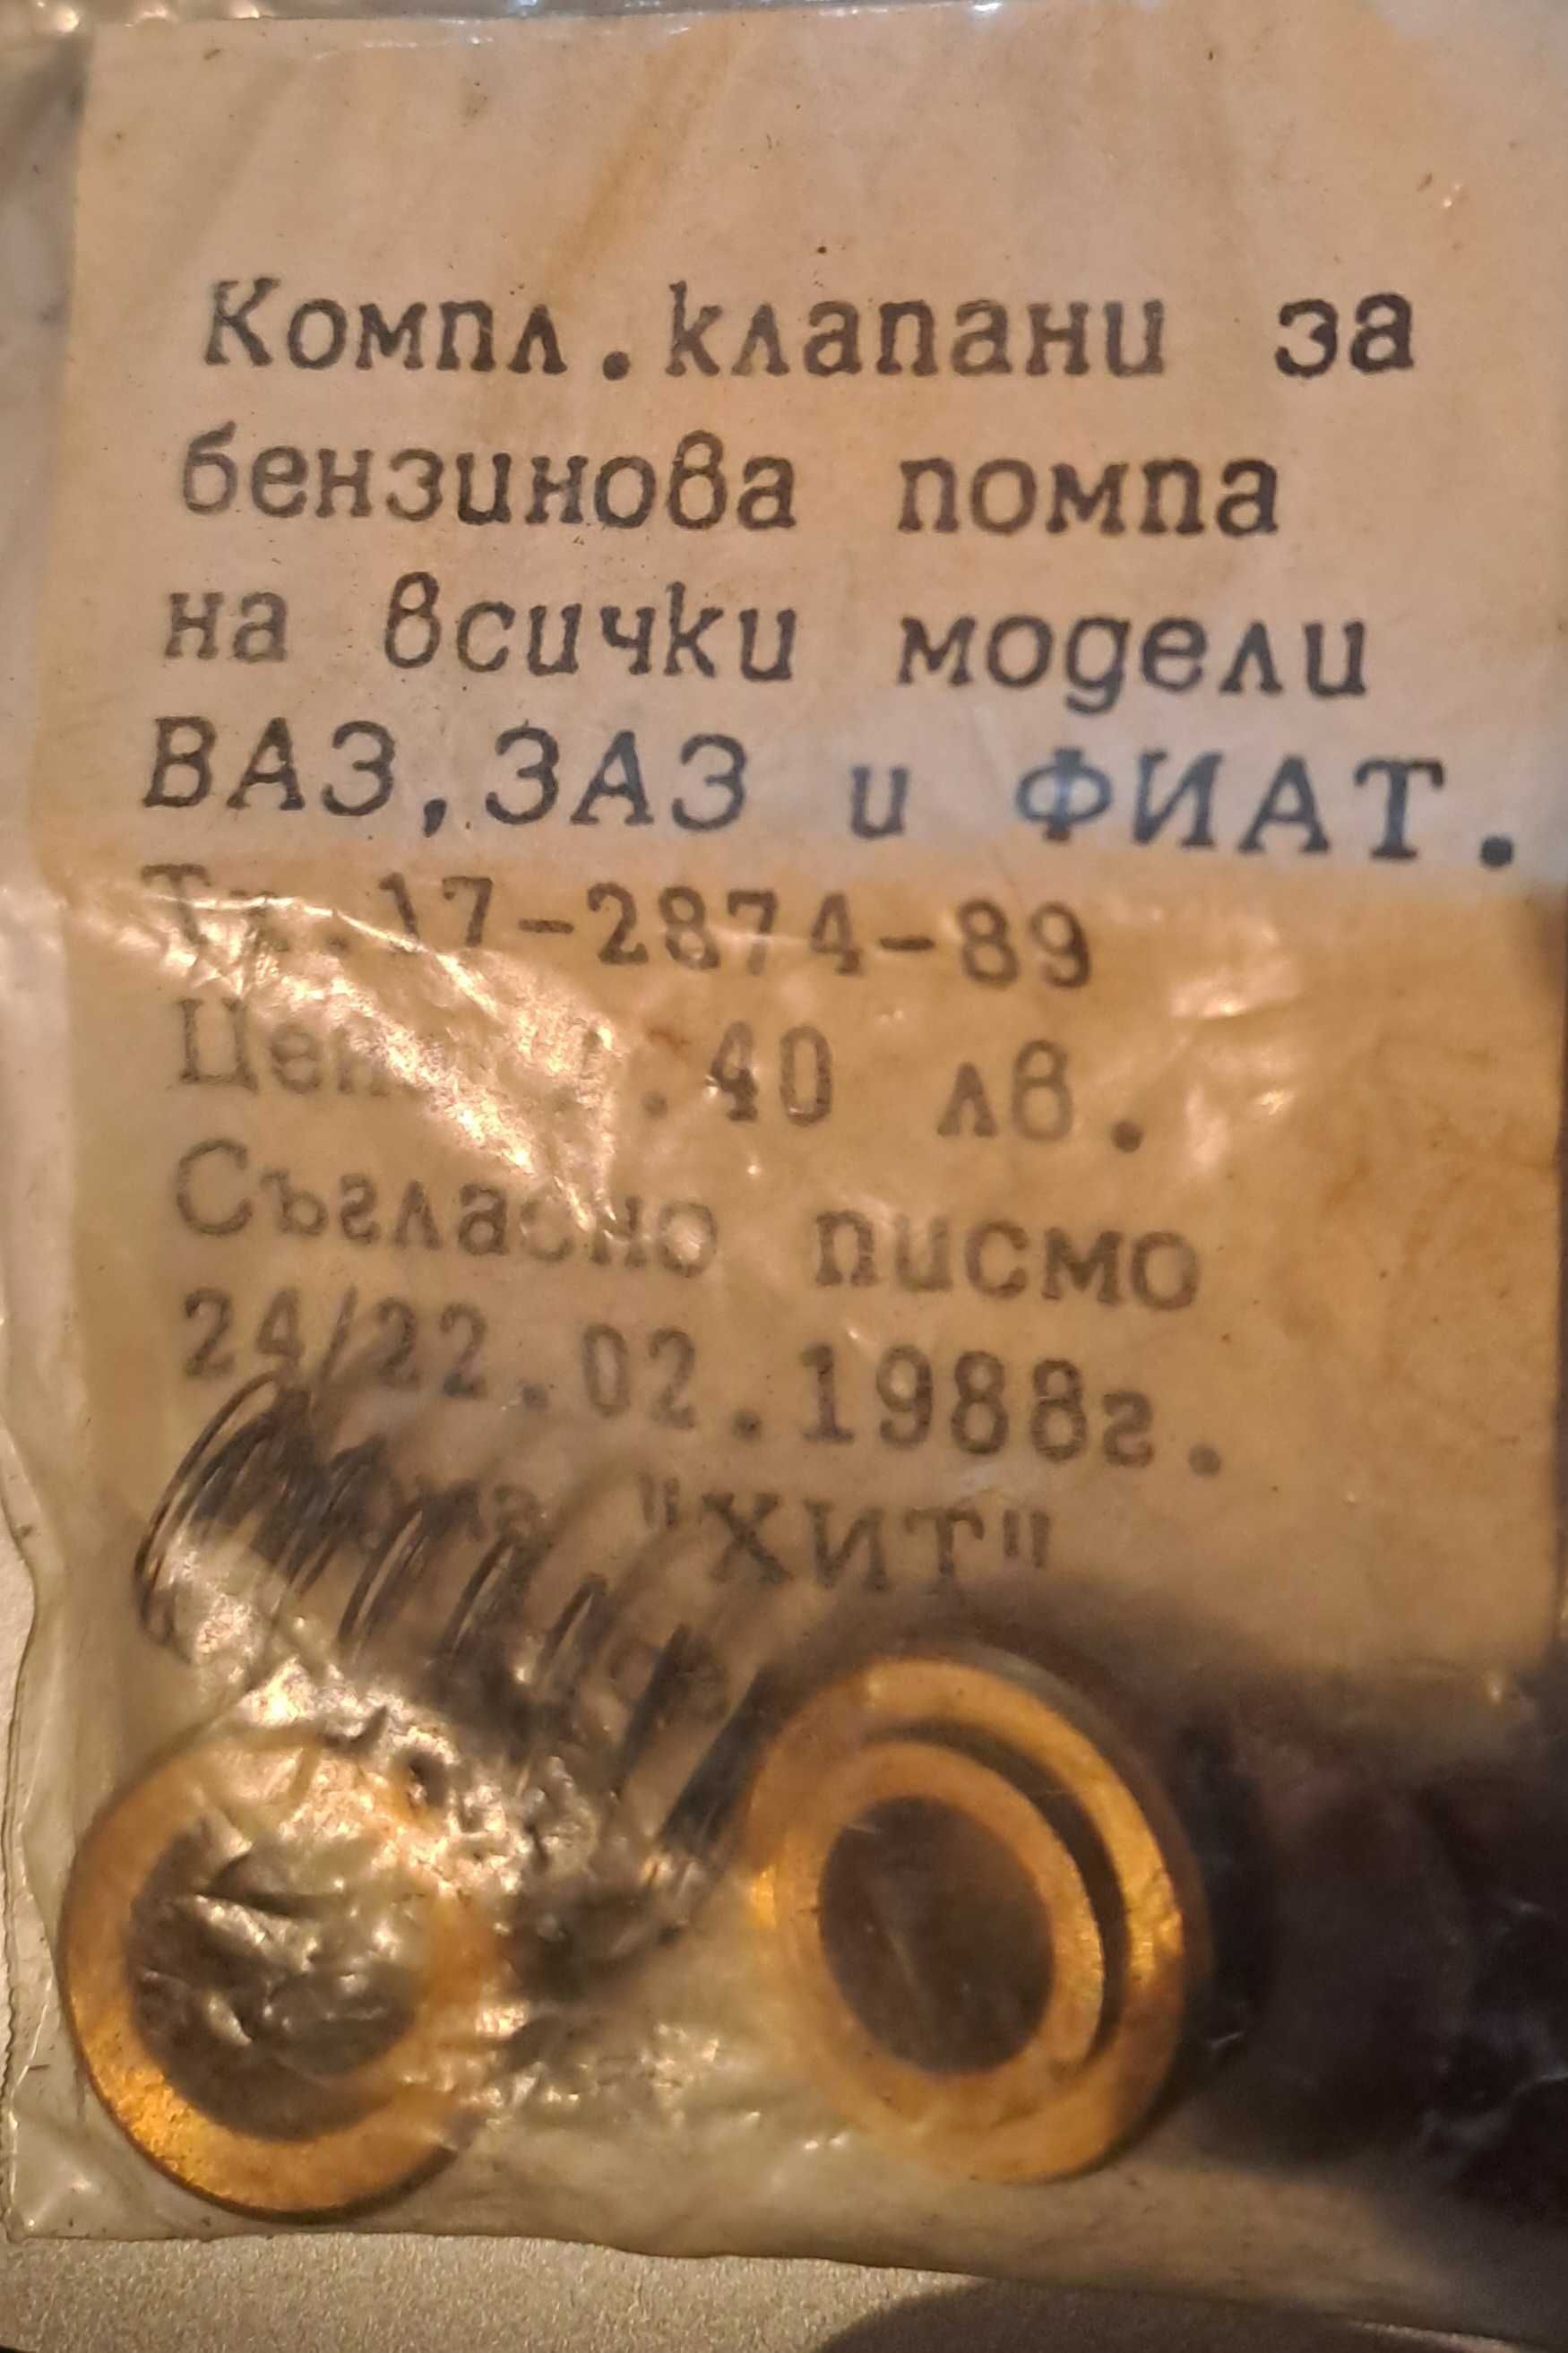 Компл.клапани за
бензинова помпа
на всички модели
ВАЗ,ЗАЗ и ФИАТ.
17-2874-89
40 лв.
Съгласно писмо
24/22.02.1988г.
"ХИТ"